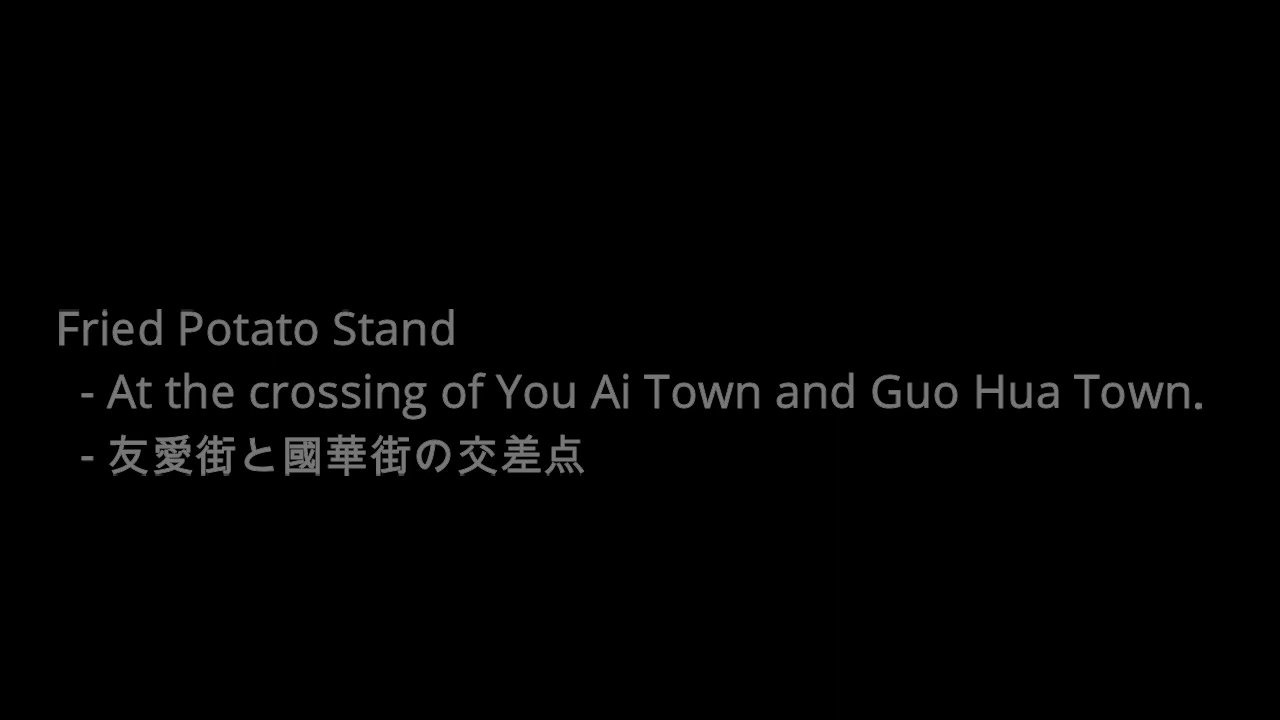 Fried Potato Stand
- At the crossing of You Ai Town and Guo Hua Town.
- 友愛街と國華街の交差点